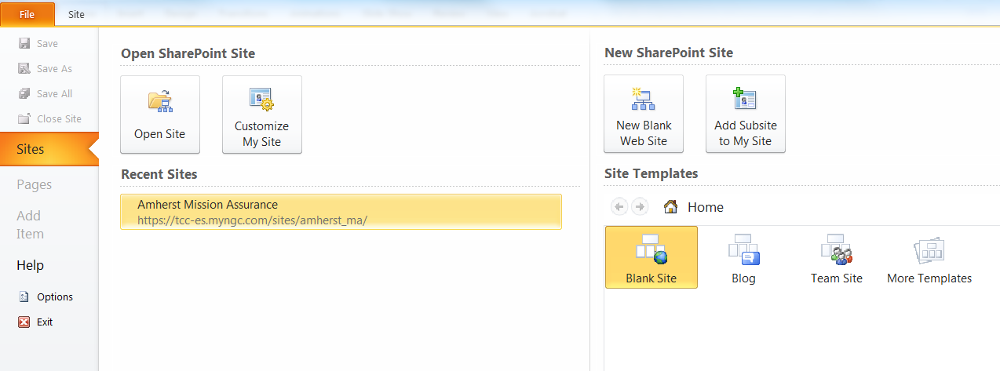 File
Site
Save
Save As
Save All
Close Site
Sites
Pages
Add
Item
Help
Options
Exit
Open SharePoint Site
Open Site
Customize
My Site
Recent Sites
Amherst Mission Assurance
https://tcc-es.myngc.com/sites/amherst_ma/
New SharePoint Site
New Blank
Web Site
Add Subsite
to My Site
Site Templates
Home
Blank Site
Blog
Team Site
More Templates